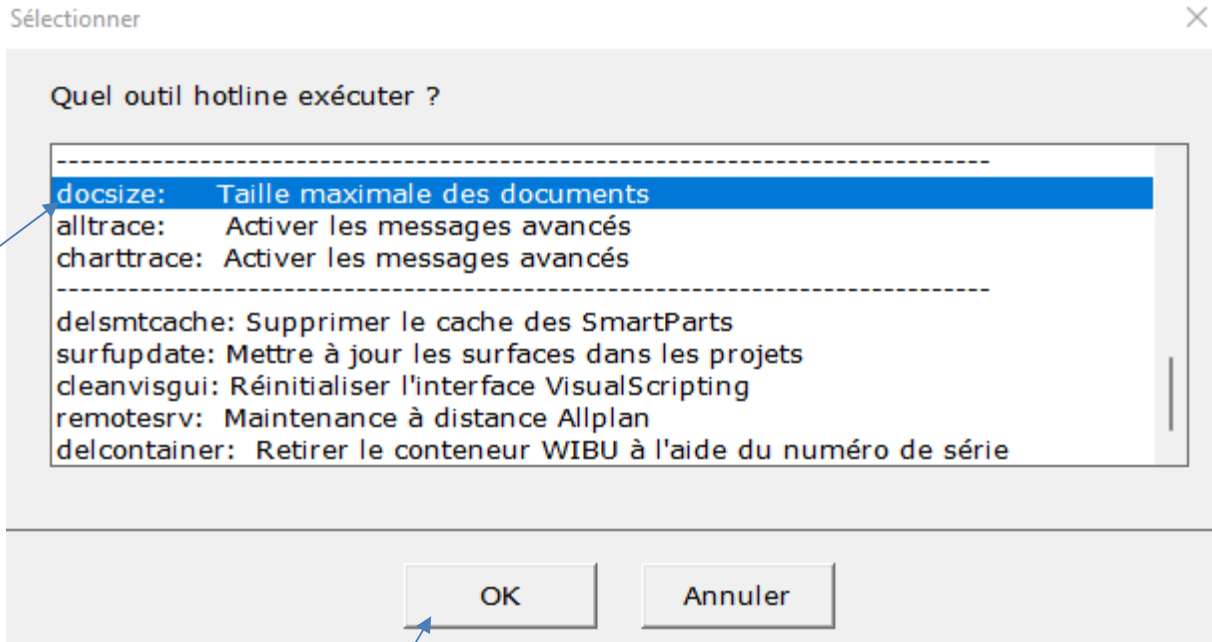 Sélectionner
Quel outil hotline exécuter ?
------------------------------------------------------------------------------
docsize: Taille maximale des documents
alltrace: Activer les messages avancés
charttrace: Activer les messages avancés
------------------------------------------------------------------------------
delsmtcache: Supprimer le cache des SmartParts
surfupdate: Mettre à jour les surfaces dans les projets
cleanvisgui: Réinitialiser l'interface VisualScripting
remotesrv: Maintenance à distance Allplan
delcontainer: Retirer le conteneur WIBU à l'aide du numéro de série
OK Annuler